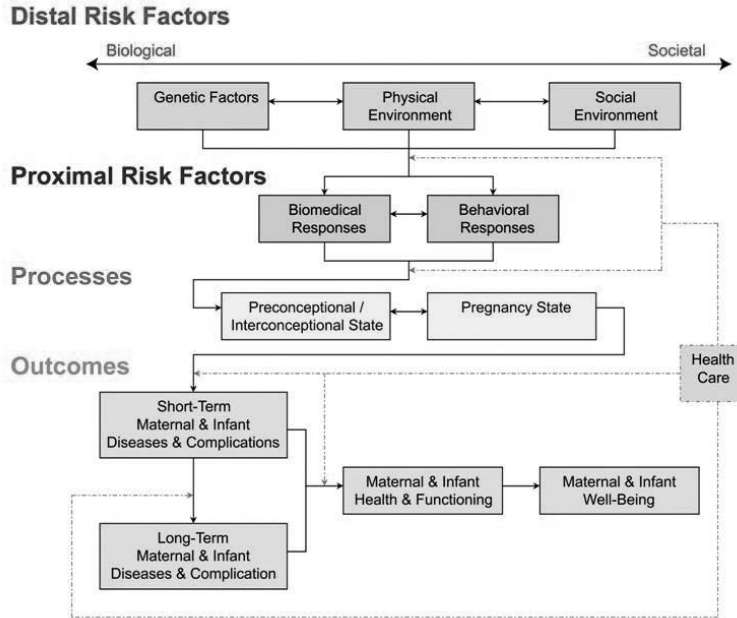 Distal Risk Factors
Biological
Societal
Genetic Factors
Physical
Environment
Social
Environment
Proximal Risk Factors
Biomedical
Responses
Behavioral
Responses
Processes
Preconceptional /
Interconceptional State
Pregnancy State
Outcomes
Health
Care
Short-Term
Maternal & Infant
Diseases & Complications
Maternal & Infant
Health & Functioning
Maternal & Infant
Well-Being
Long-Term
Maternal & Infant
Diseases & Complication